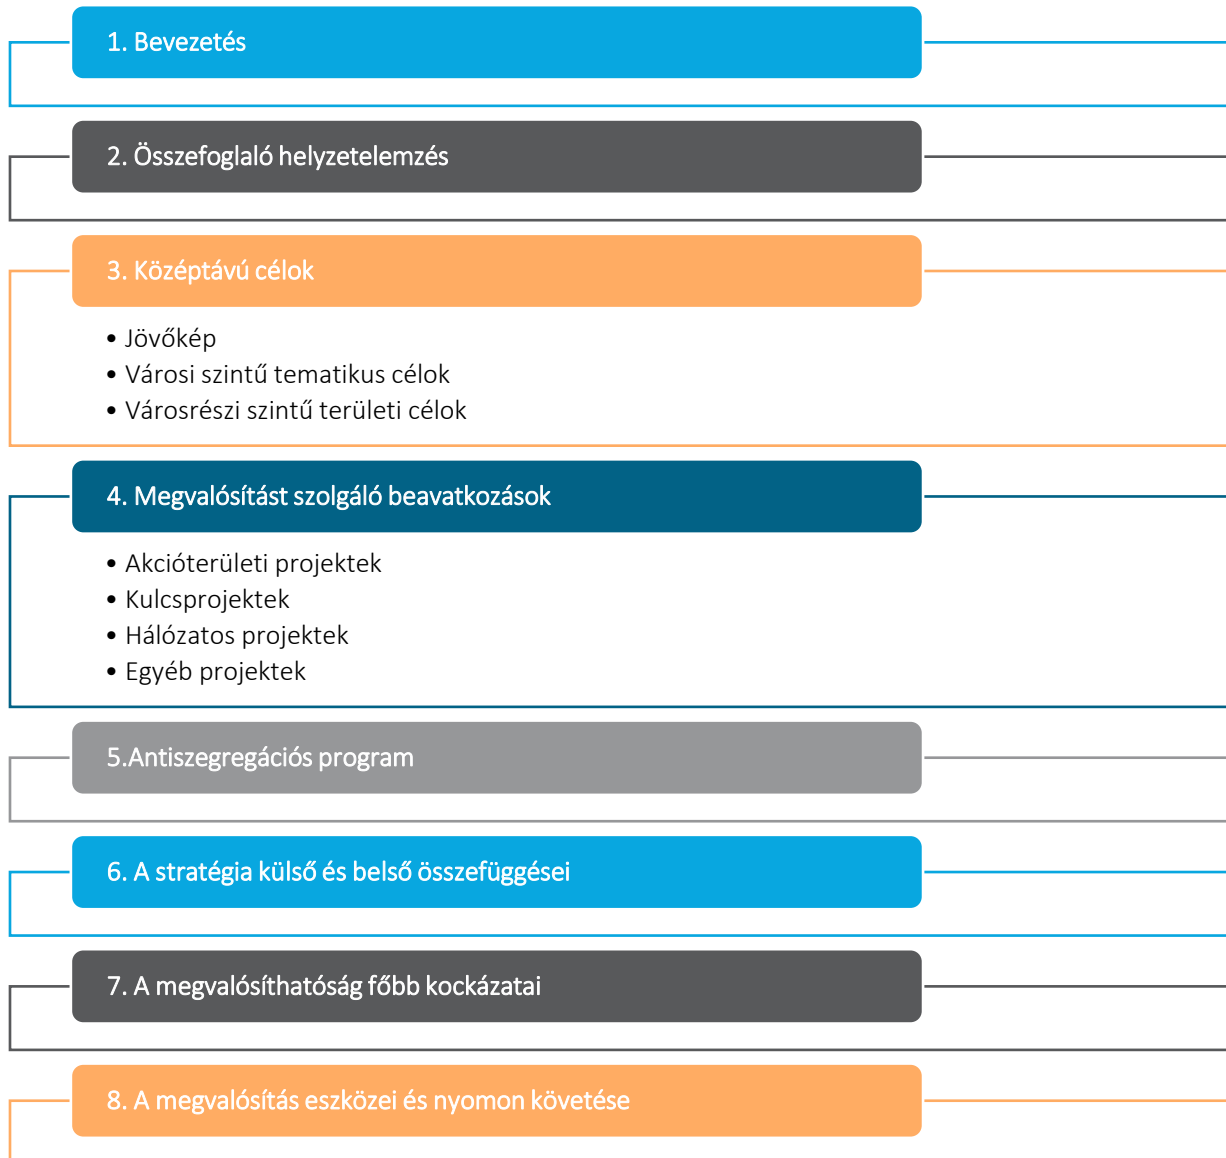 1. Bevezetés
2. Összefoglaló helyzetelemzés
3. Középtávú célok
• Jövőkép
• Városi szintű tematikus célok
• Városrészi szintű területi célok
4. Megvalósítást szolgáló beavatkozások
• Akcióterületi projektek
• Kulcsprojektek
• Hálózatos projektek
• Egyéb projektek
5.Antiszegregációs program
6. A stratégia külső és belső összefüggései
7. A megvalósíthatóság főbb kockázatai
8. A megvalósítás eszközei és nyomon követése